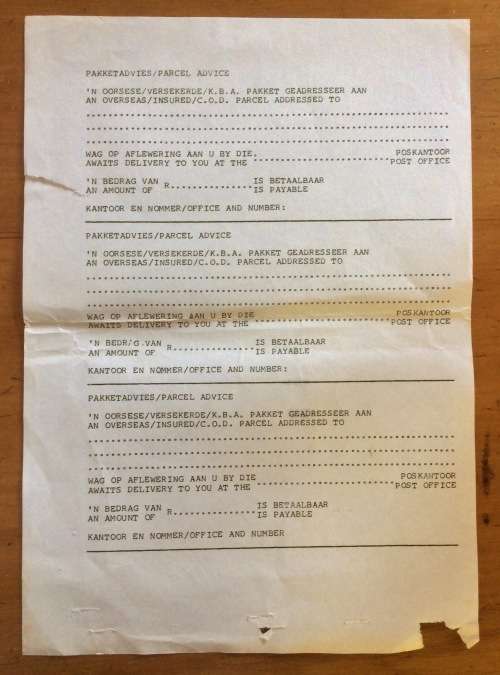 PAKKETADVIES/PARCEL ADVICE
'N OORSESE/VERSEKERDE/K.B.A. PAKKET GEADRESSEER AAN
AN OVERSEAS/INSURED/C.O.D. PARCEL ADDRESSED TO
WAG OP AFLEWERING AAN U BY DIE. POSKANTOOR
AWAITS DELIVERY TO YOU AT THE POST OFFICE
'N BEDRAG VAN R IS BETAALBAAR
AN AMOUNT OF IS PAYABLE
KANTOOR EN NOMMER/OFFICE AND NUMBER:
PAKKETADVIES/PARCEL ADVICE
'N OORSESE/VERSEKERDE/K.B.A. PAKKET GEADRESSEER AAN
AN OVERSEAS/INSURED/C.O.D. PARCEL ADDRESSED TO
WAG OP AFLEWERING AAN U BY DIE POSKANTOOR
AWAITS DELIVERY TO YOU AT THE POST OFFICE
'N BEDRAG VAN R IS BETAALBAAR
AN AMOUNT OF IS PAYABLE
KANTOOR EN NOMMER/OFFICE AND NUMBER:
PAKKETADVIES/PARCEL ADVICE
'N OORSESE/VERSEKERDE/K.B.A. PAKKET GEADRESSEER AAN
AN OVERSEAS/INSURED/C.O.D. PARCEL ADDRESSED TO
WAG OP AFLEWERING AAN U BY DIE POSKANTOOR
AWAITS DELIVERY TO YOU AT THE POST OFFICE
'N BEDRAG VAN R IS BETAALBAAR
AN AMOUNT OF IS PAYABLE
KANTOOR EN NOMMER/OFFICE AND NUMBER